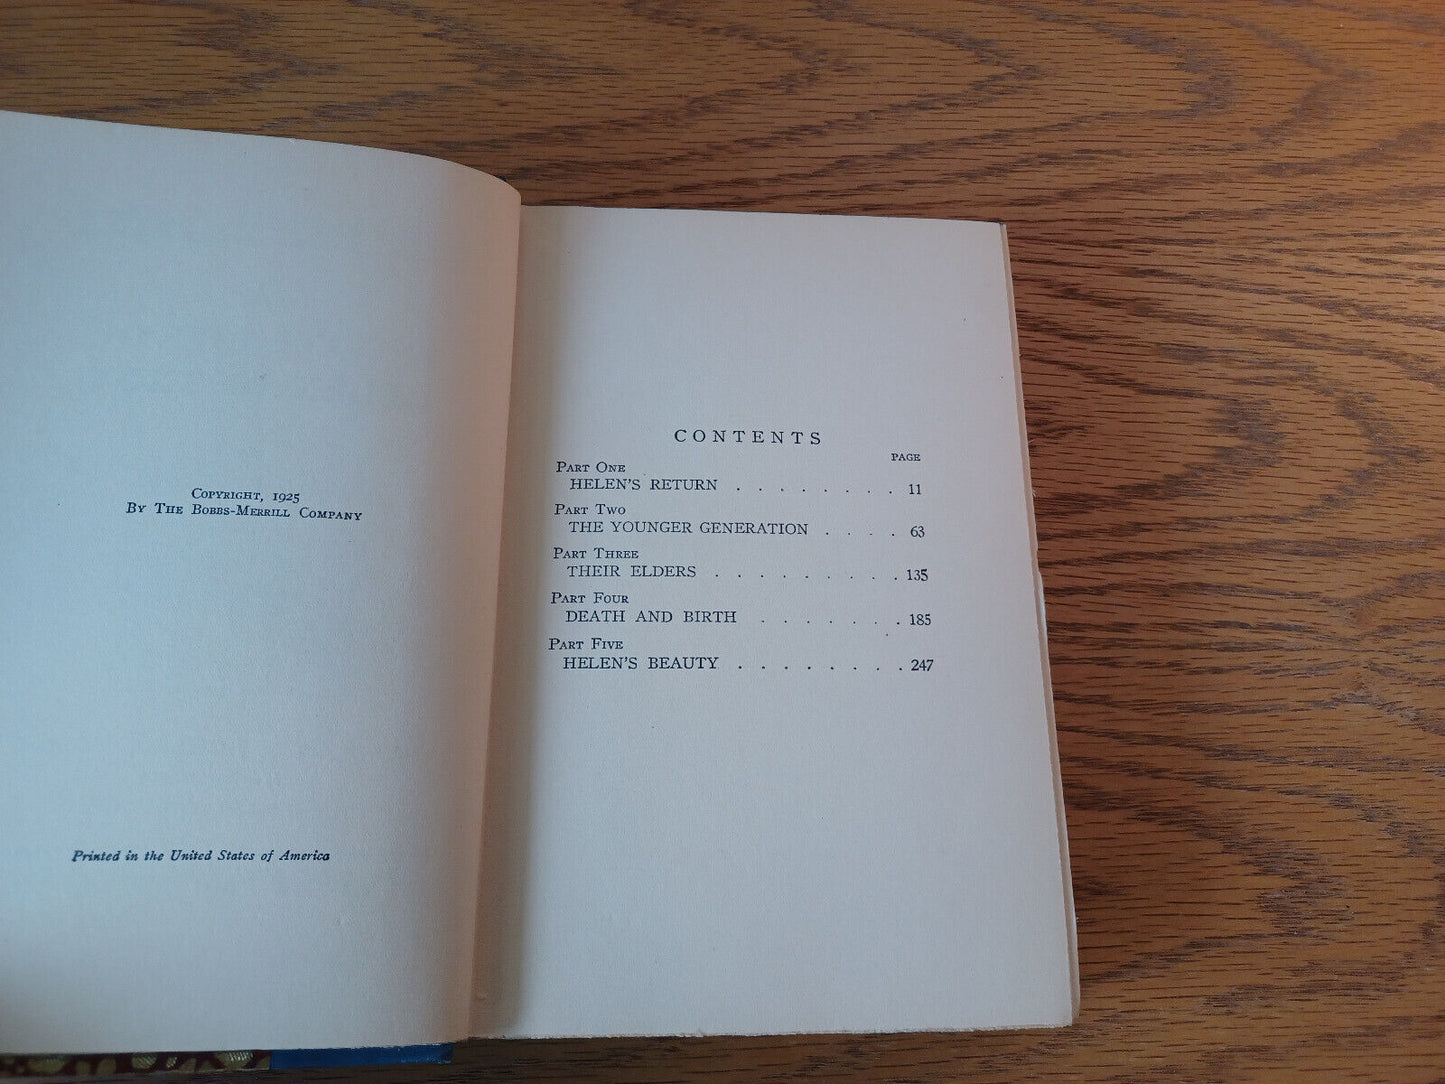 Copyright, 1925
By The Bobbs-Merrill Company
Printed in the United States of America
CONTENTS
PAGE
Part One
HELEN'S RETURN . . . . . . . . 11
Part Two
THE YOUNGER GENERATION . . . . 63
Part Three
THEIR ELDERS . . . . . . . . . 135
Part Four
DEATH AND BIRTH . . . . . . . 185
Part Five
HELEN'S BEAUTY . . . . . . . . 247